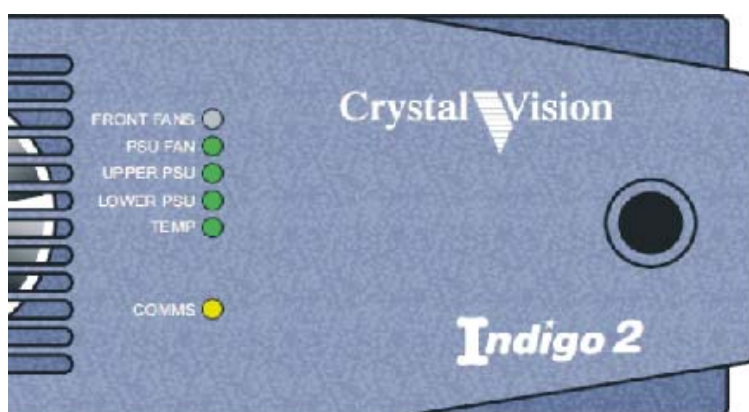 Crystal Vision
FRONT FANS
PSU FAN
UPPER PSU
LOWER PSU
TEMP
COMMS
Indigo 2